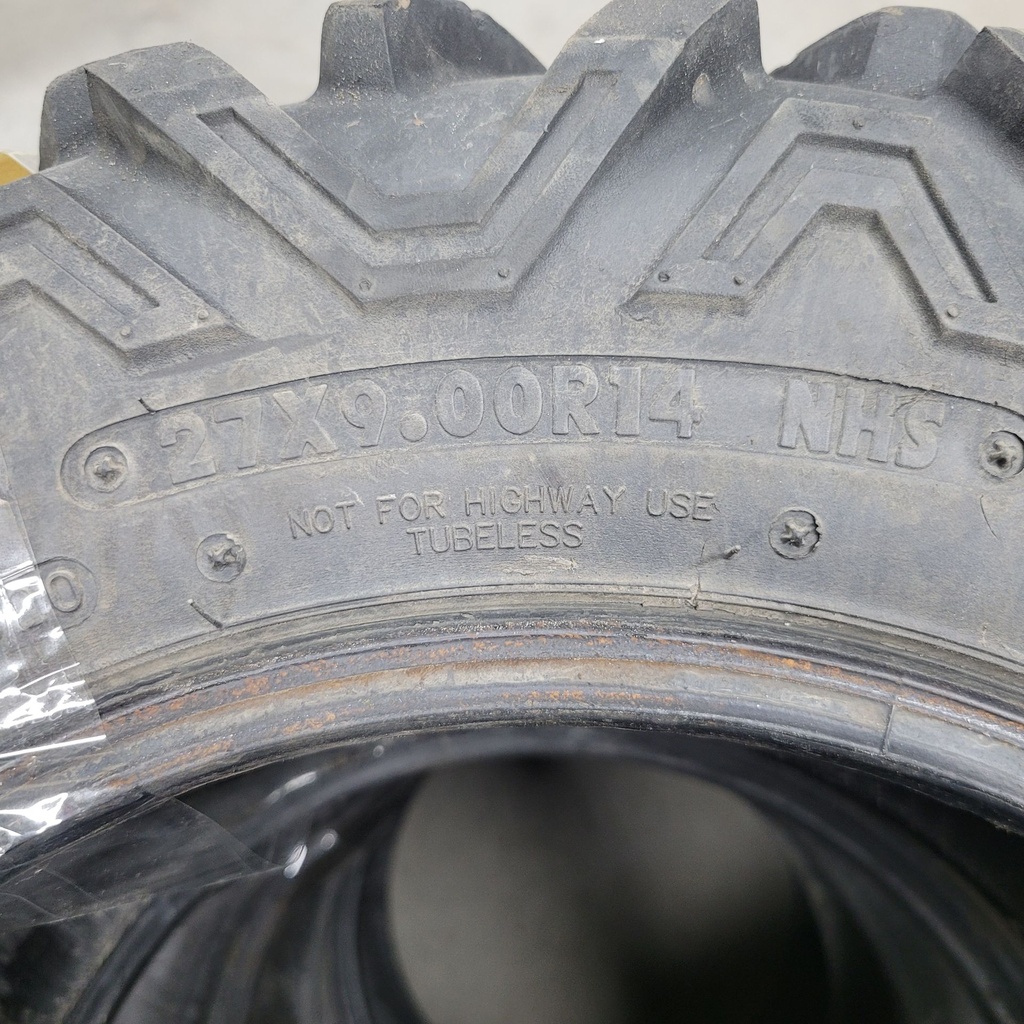 27X9.00R14 NHS
NOT FOR HIGHWAY USE
TUBELESS